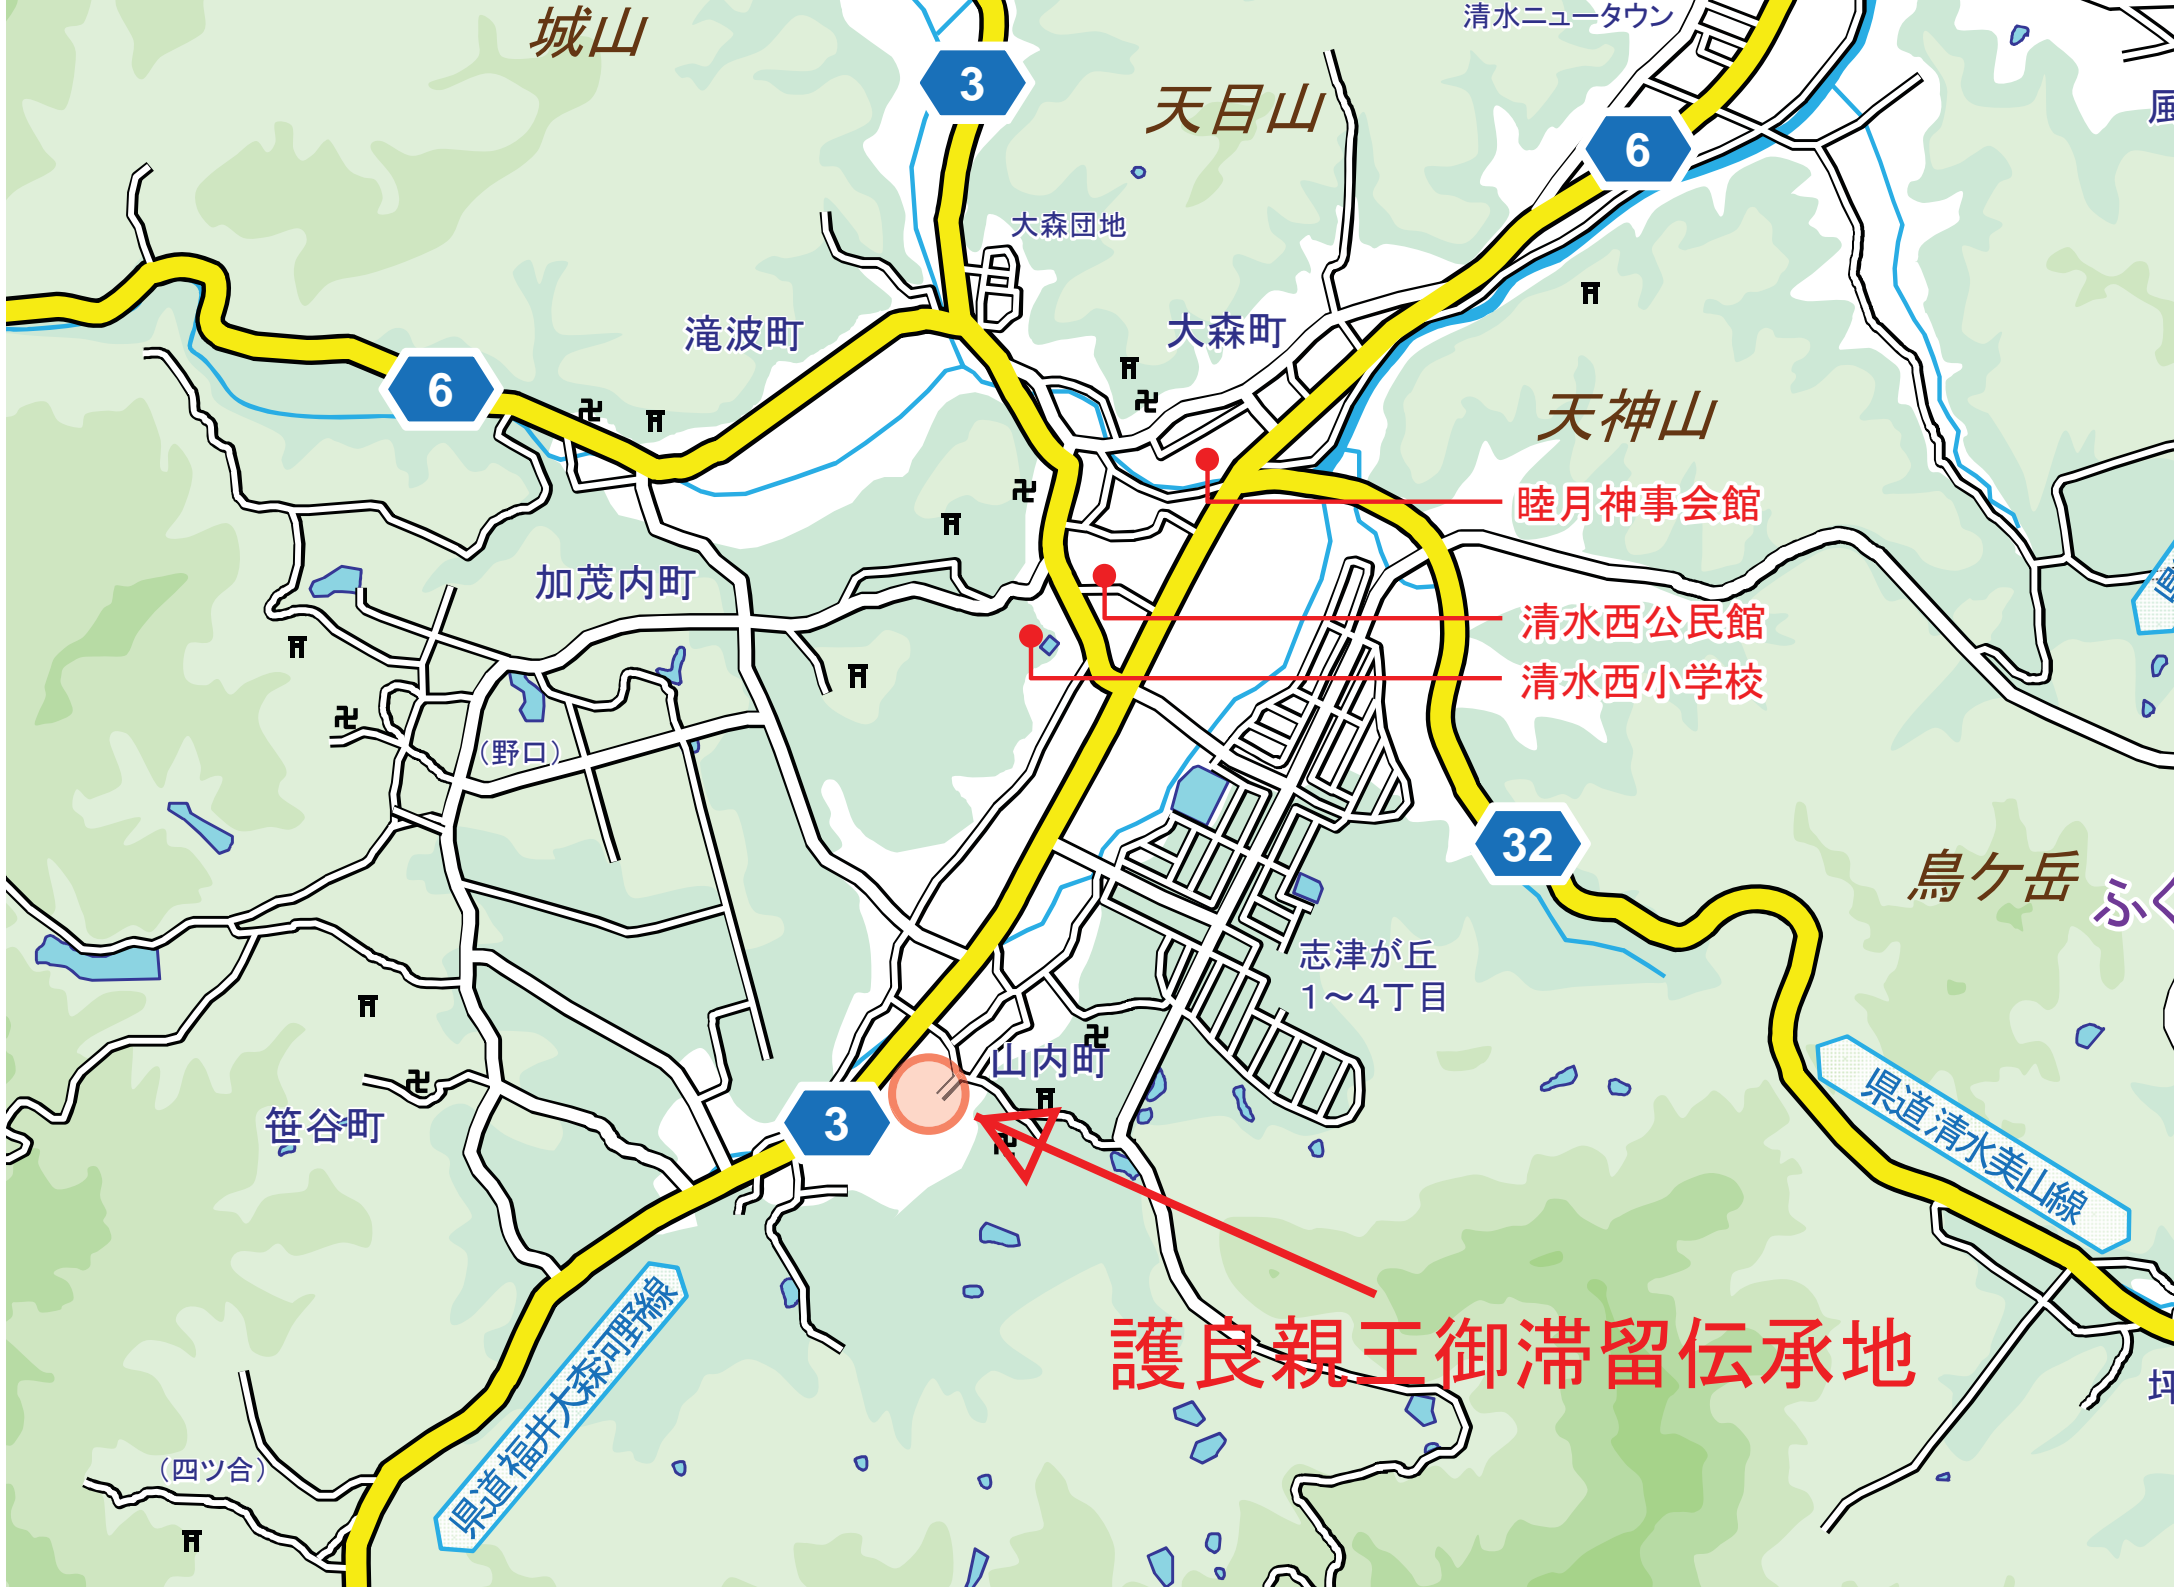 城山
清水ニュータウン
3
天目山
風
6
大森団地
滝波町
大森町
6
天神山
睦月神事会館
加茂内町
清水西公民館
清水西小学校
（野口）
32
鳥ケ岳
ふく
志津が丘
1～4丁目
山内町
笹谷町
3
県道清水美山線
護良親王御滞留伝承地
県道福井大森河野線
坪
（四ツ合）